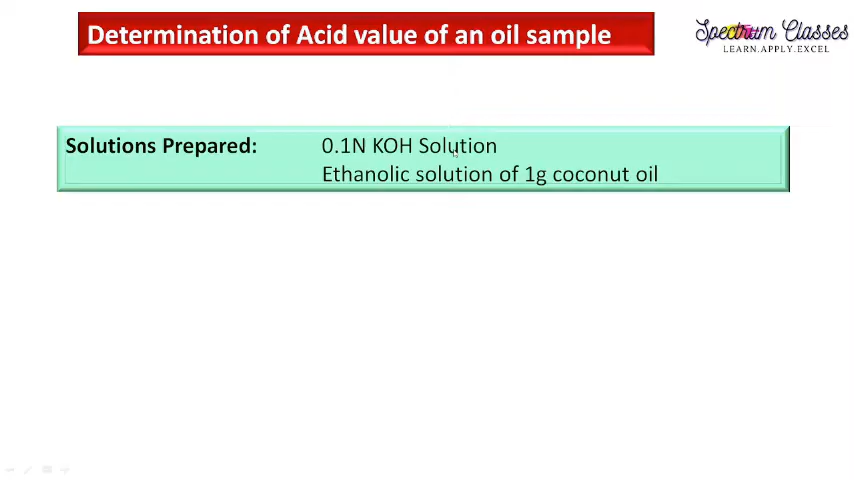 Determination of Acid value of an oil sample
Spectrum Classes
LEARN.APPLY.EXCEL
Solutions Prepared: 0.1N KOH Solution
Ethanolic solution of 1g coconut oil